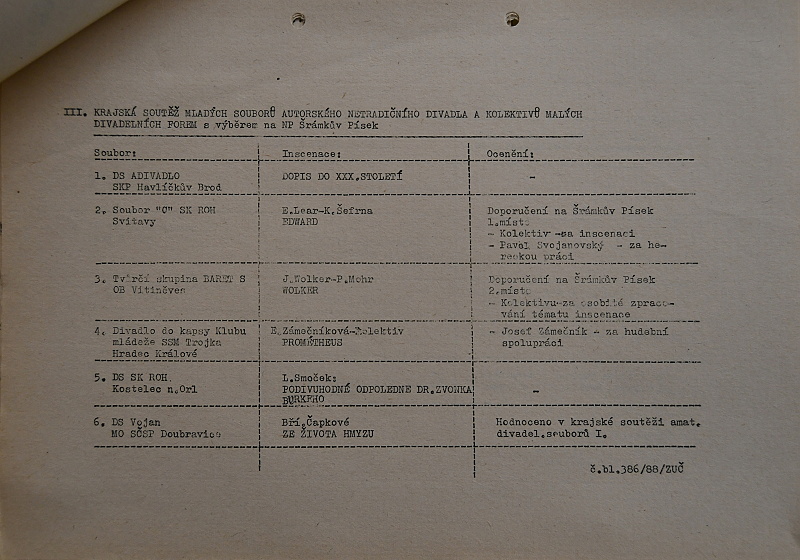 III. KRAJSKÁ SOUTĚŽ MLADÝCH SOUBORŮ AUTORSKÉHO NETRADIČNÍHO DIVADLA A KOLEKTIVŮ MALÝCH
DIVADELNÍCH FOREM s výběrem na NP Šrámkův Písek
Soubor: Inscenace: Ocenění:
1. DS ADIVADLO DOPIS DO XXX.STOLETÍ -
SKP Havlíčkův Brod
2. Soubor "C" SK ROH E.Lear-K.Šefrna Doporučení na Šrámkův Písek
Svitavy EDWARD 1.místo
- Kolektiv -za inscenaci
- Pavel Svojanovský - za he-
reckou práci
3. Tvůrčí skupina BARET S J.Wolker-P.Mohr Doporučení na Šrámkův Písek
OB Vitiněves WOLKER 2.místo
- Kolektivu-za osobité zpraco-
vání tématu inscenace
4. Divadlo do kapsy Klubu E.Zámečníková-Kolektiv - Josef Zámečník - za hudební
mládeže SSM Trojka PROMÉTHEUS spolupráci
Hradec Králové
5. DS SK ROH. L.Smoček:
Kostelec n.Orl PODIVUHODNÉ ODPOLEDNE DR.ZVONKA -
BURKEHO
6. DS Vojan Bří.Čapkové Hodnoceno v krajské soutěži amat.
MO SČSP Doubravice ZE ŽIVOTA HMYZU divadel.souborů I.
č.bl.386/88/ZUČ